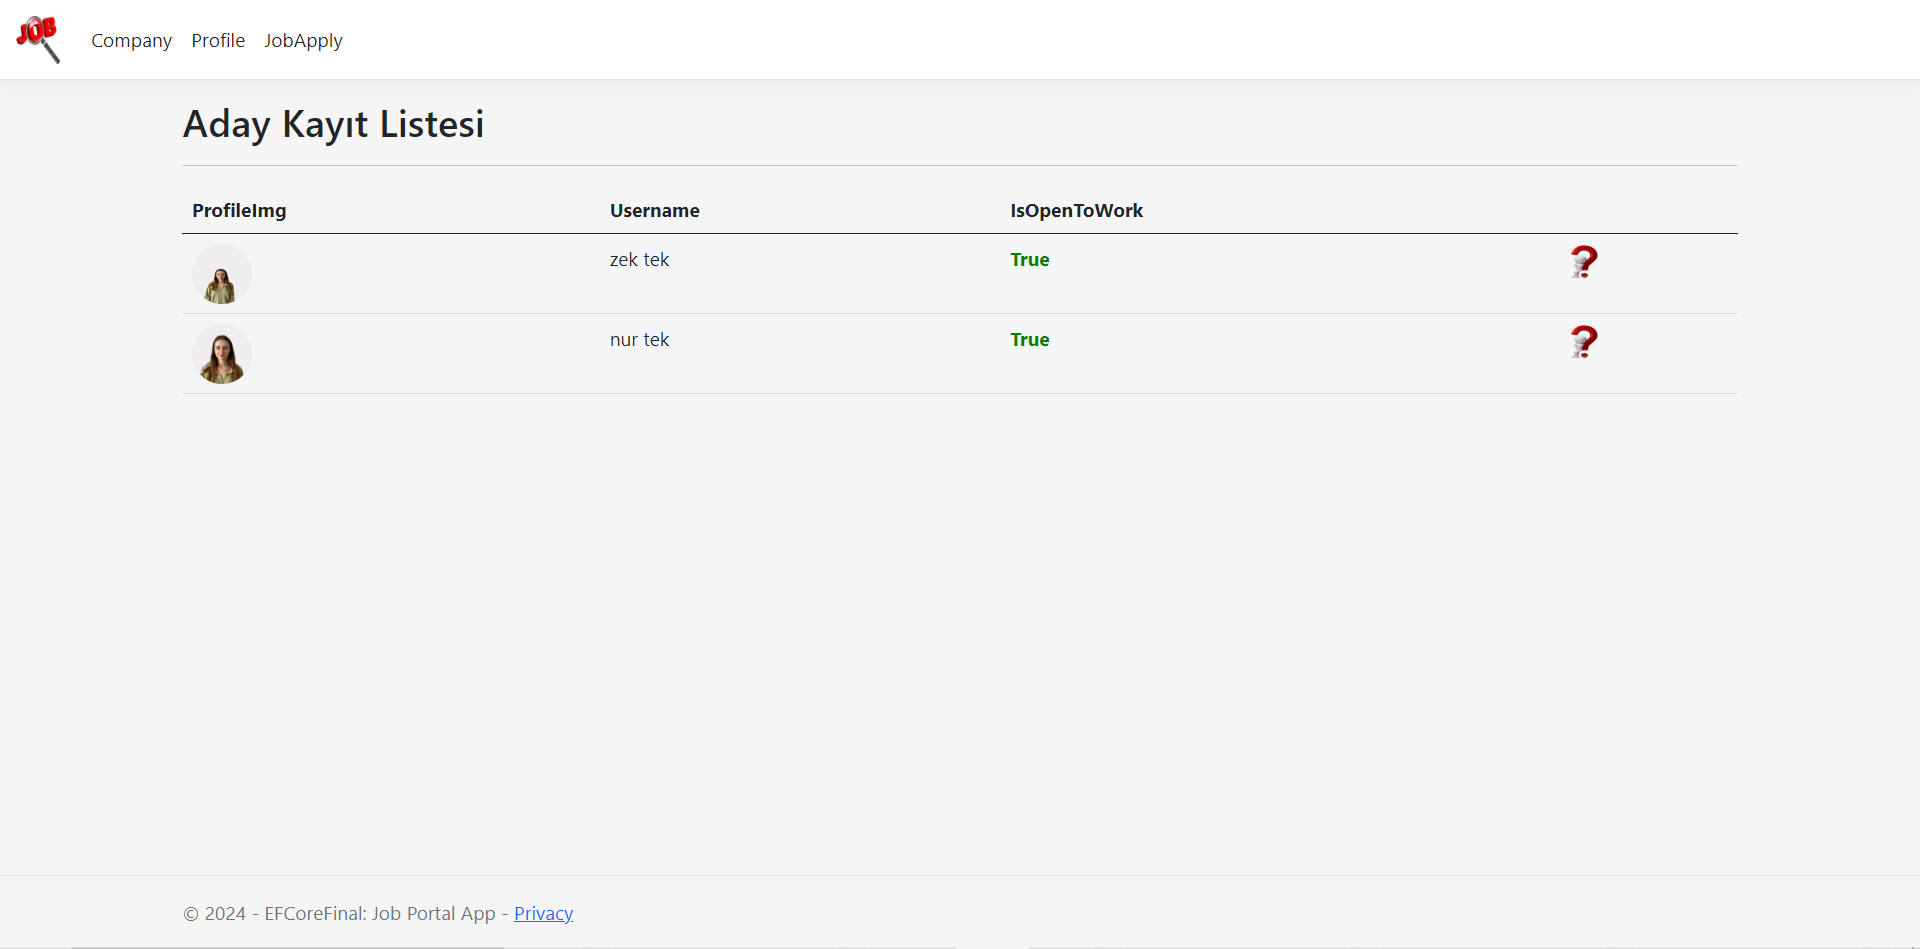 JOB
Company Profile JobApply
Aday Kayıt Listesi
ProfileImg Username IsOpenToWork
zek tek True
nur tek True
© 2024 - EFCoreFinal: Job Portal App - Privacy